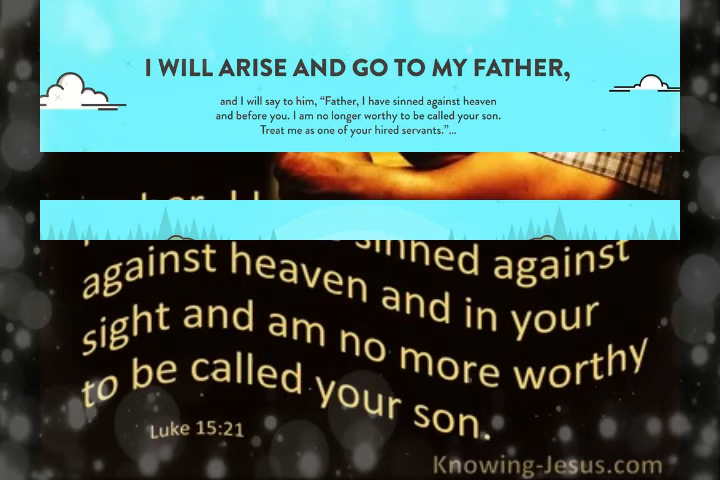 I WILL ARISE AND GO TO MY FATHER,
and I will say to him, “Father, I have sinned against heaven
and before you. I am no longer worthy to be called your son.
Treat me as one of your hired servants.”...
sinned against
against heaven and in your
sight and am no more worthy
to be called your son.
Luke 15:21
Knowing-Jesus.com